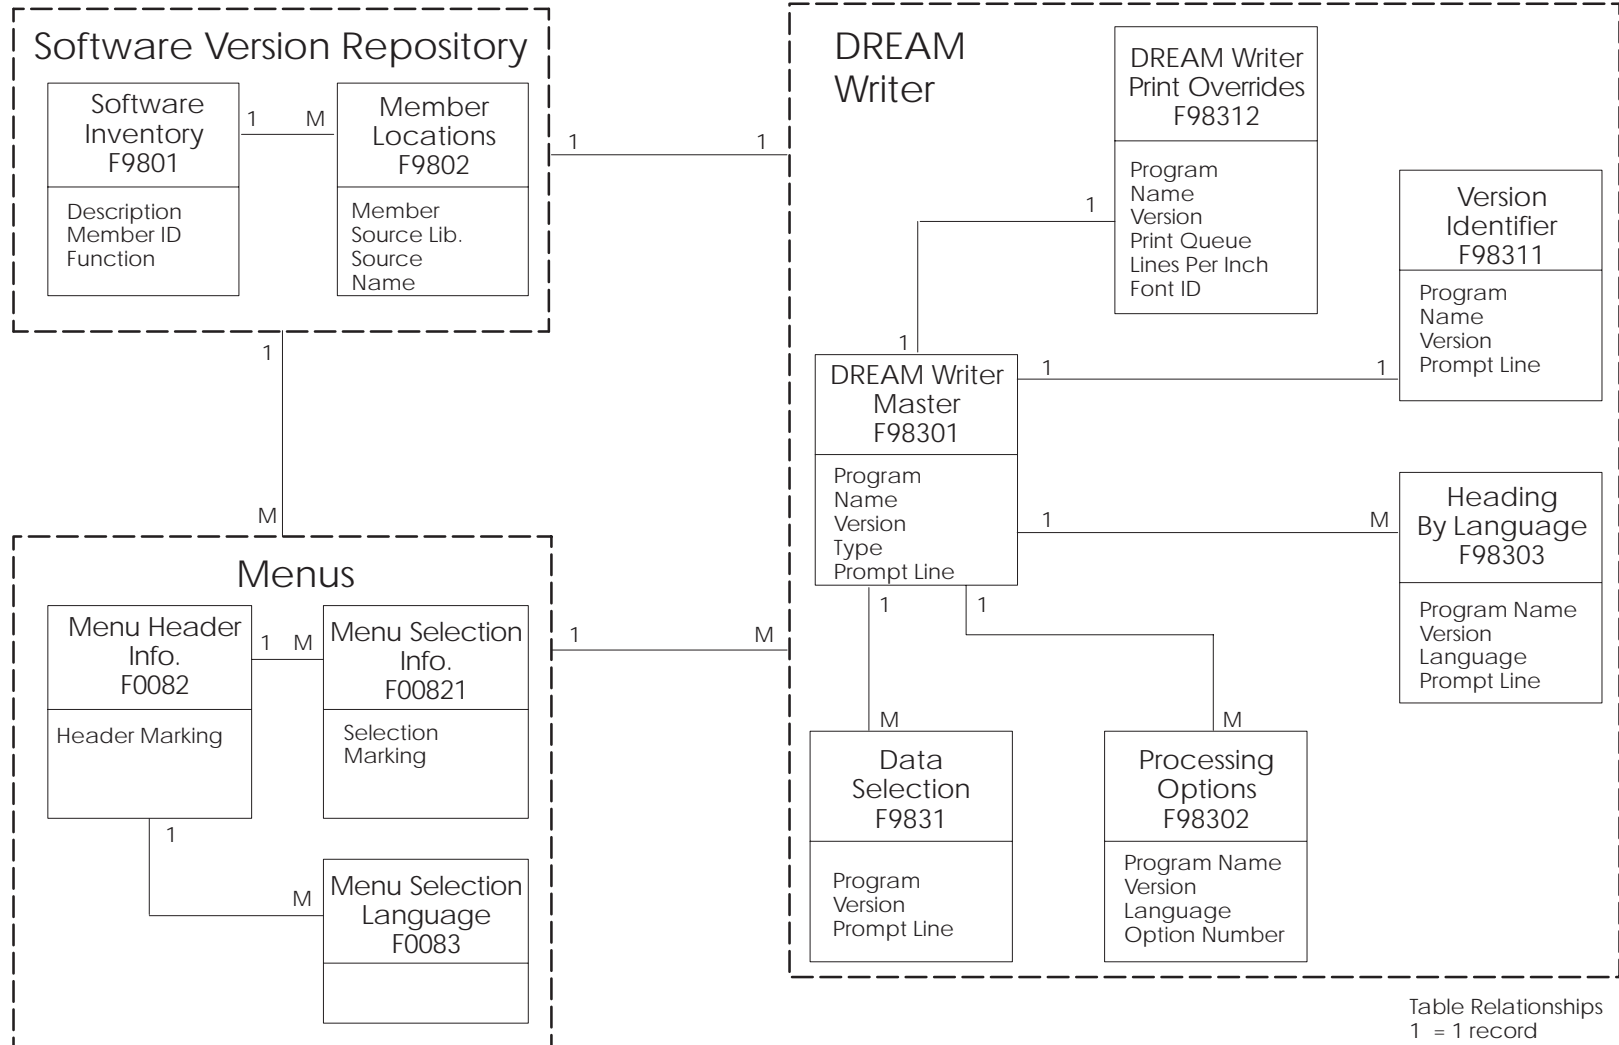 Software Version Repository
Software
Inventory
F9801
Description
Member ID
Function
1
M
Member
Locations
F9802
Member
Source Lib.
Source
Name
1
1
1
M
DREAM
Writer
DREAM Writer
Print Overrides
F98312
Program
Name
Version
Print Queue
Lines Per Inch
Font ID
1
1
Version
Identifier
F98311
Program
Name
Version
Prompt Line
DREAM Writer
Master
F98301
Program
Name
Version
Type
Prompt Line
1
1
1
M
Heading
By Language
F98303
Program Name
Version
Language
Prompt Line
1
1
M
M
Data
Selection
F9831
Program
Version
Prompt Line
Processing
Options
F98302
Program Name
Version
Language
Option Number
Menus
Menu Header
Info.
F0082
Header Marking
1
M
Menu Selection
Info.
F00821
Selection
Marking
1
M
1
M
Menu Selection
Language
F0083
Table Relationships
1 = 1 record